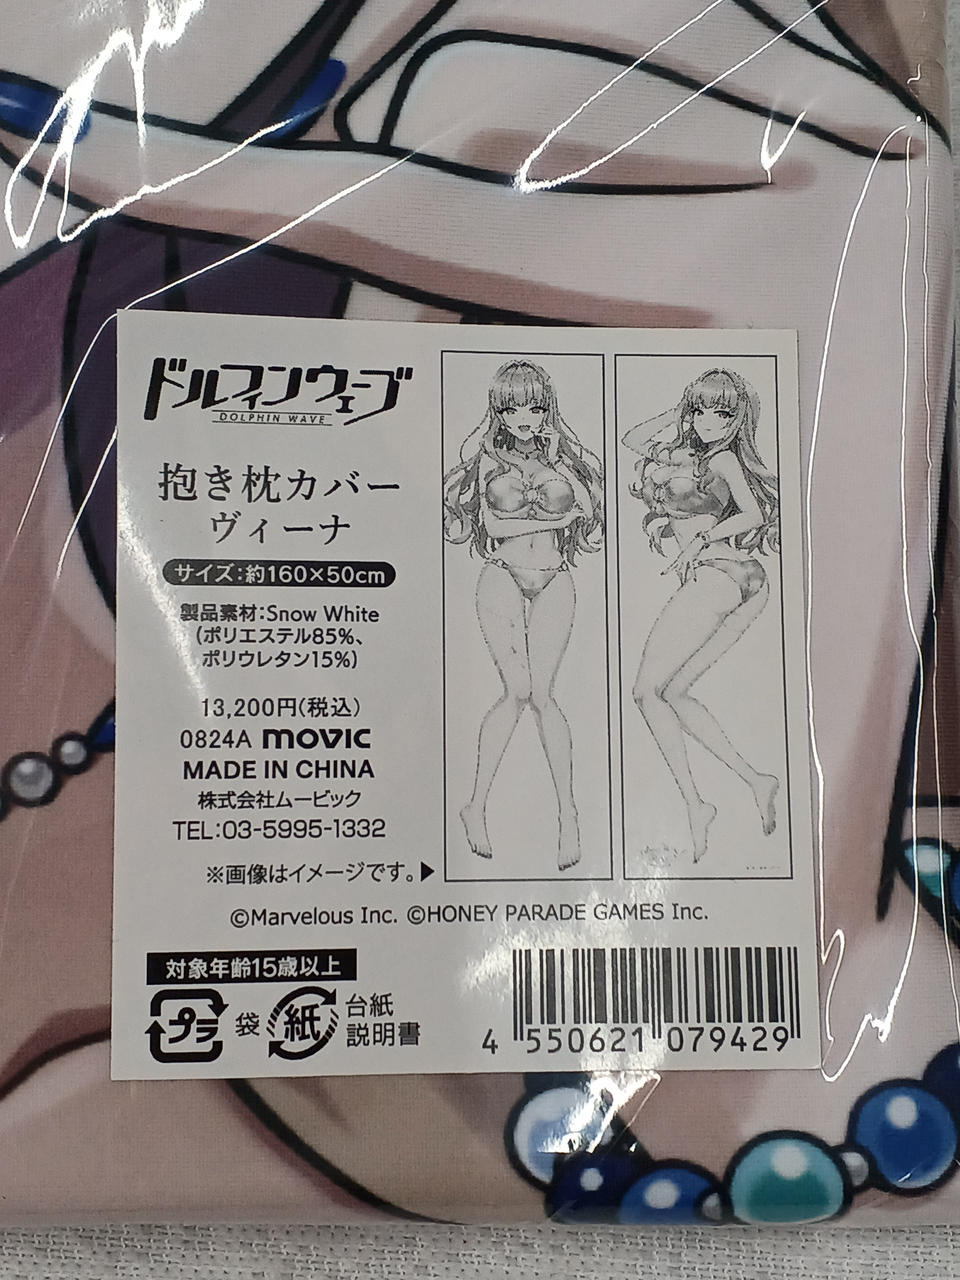 ドルフィンウェーブ
DOLPHIN WAVE
抱き枕カバー
ヴィーナ
サイズ:約160×50cm
製品素材:Snow White
(ポリエステル85%、
ポリウレタン15%)
13,200円(税込)
0824A movic
MADE IN CHINA
株式会社ムービック
TEL:03-5995-1332
※画像はイメージです。▶
©Marvelous Inc. ©HONEY PARADE GAMES Inc.
対象年齢15歳以上
プラ 袋 紙 台紙
説明書
4 550621 079429